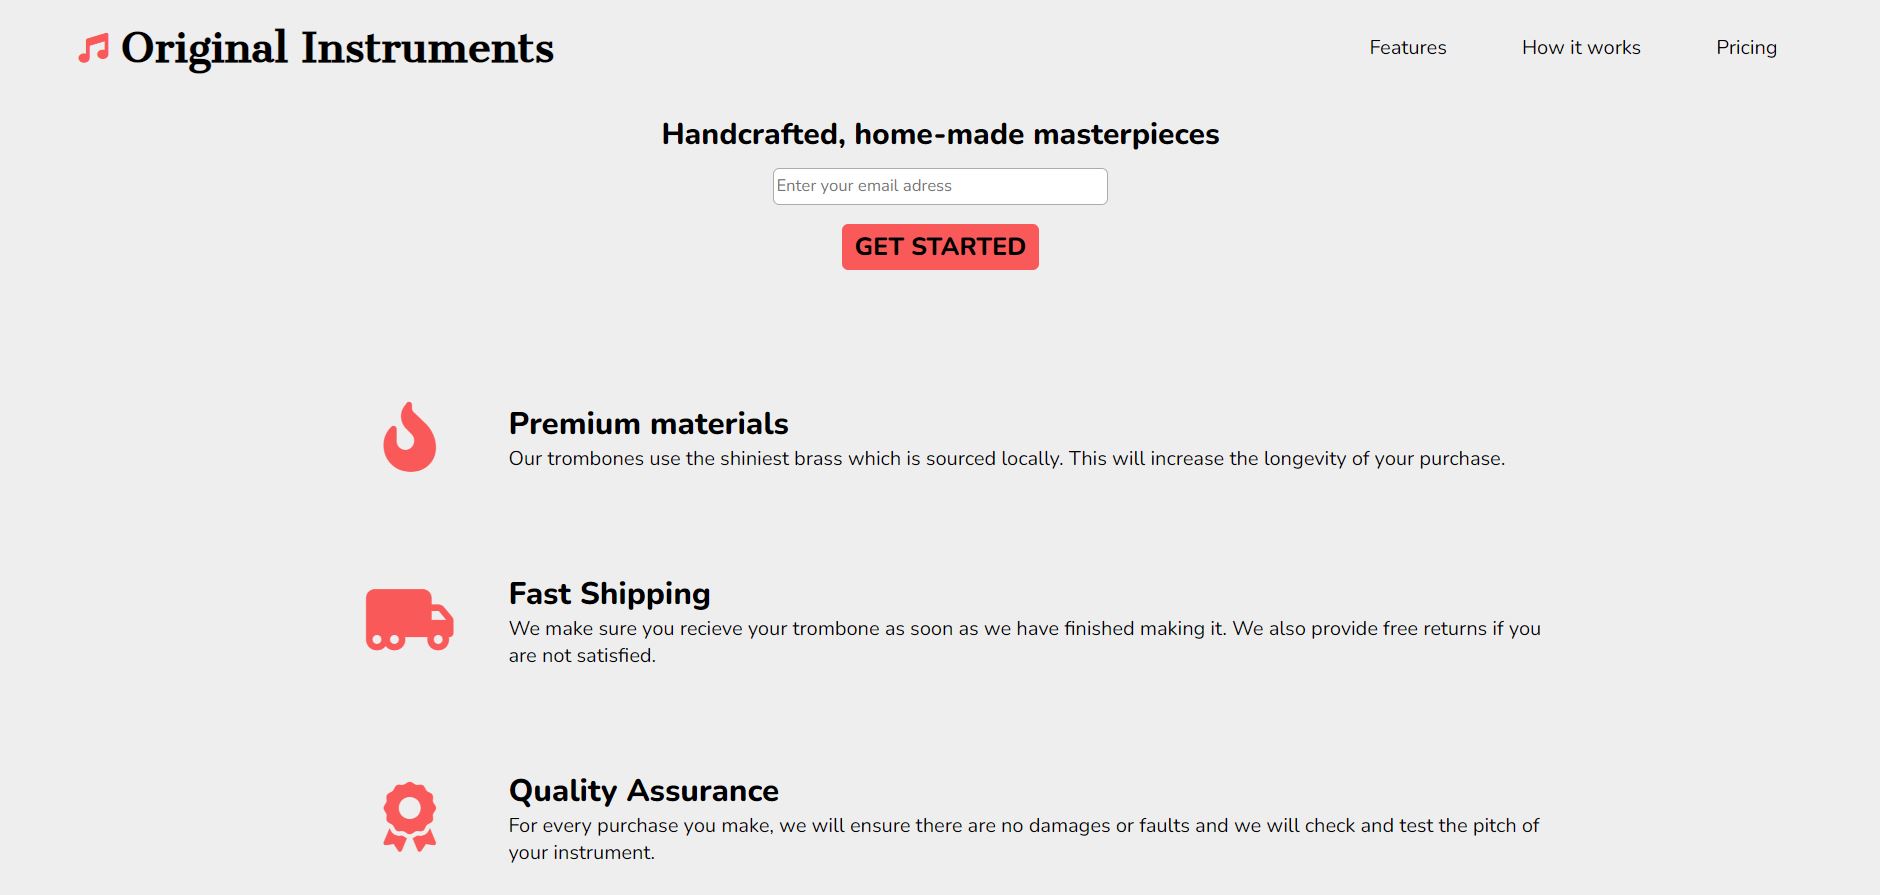 Original Instruments
Features
How it works
Pricing
Handcrafted, home-made masterpieces
Enter your email adress
GET STARTED
Premium materials
Our trombones use the shiniest brass which is sourced locally. This will increase the longevity of your purchase.
Fast Shipping
We make sure you recieve your trombone as soon as we have finished making it. We also provide free returns if you
are not satisfied.
Quality Assurance
For every purchase you make, we will ensure there are no damages or faults and we will check and test the pitch of
your instrument.